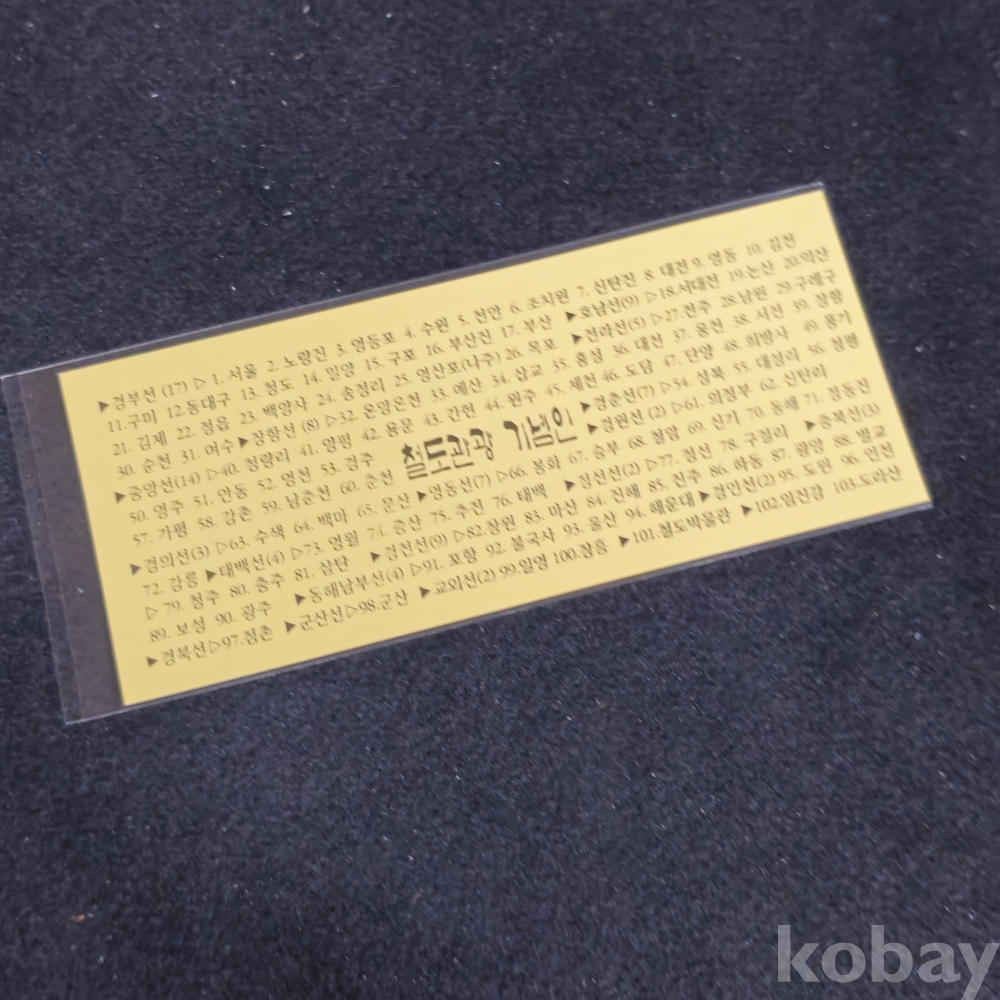 ▶경부선 (17) ▷ 1. 서울 2. 노량진 3. 영등포 4. 수원 5. 천안 6. 조치원 7. 신탄진 8. 대전 9. 영동 10. 김천
11. 구미 12. 동대구 13. 청도 14. 밀양 15. 구포 16. 부산진 17. 부산 ▶호남선(9) ▷18. 서대전 19. 논산 20. 익산
21. 김제 22. 정읍 23. 백양사 24. 송정리 25. 영산포(나주) 26. 목포 ▶전라선(5) ▷27. 전주 28. 남원 29. 구례구
30. 순천 31. 여수 ▶장항선 (8) ▷32. 온양온천 33. 예산 34. 삽교 35. 홍성 36. 대천 37. 웅천 38. 서천 39. 장항
▶중앙선(14) ▷40. 청량리 41. 양평 42. 용문 43. 간현 44. 원주 45. 제천 46. 도담 47. 단양 48. 희방사 49. 풍기
50. 영주 51. 안동 52. 영천 53. 경주 ▶경춘선(7) ▷54. 성북 55. 대성리 56. 청평
57. 가평 58. 강촌 59. 남춘천 60. 춘천 ▶경원선 (2) ▷61. 의정부 62. 신탄리
철도관광 기념인
▶경의선(3) ▷63. 수색 64. 백마 65. 문산 ▶영동선(7) ▷66. 봉화 67. 승부 68. 철암 69. 신기 70. 동해 71. 정동진
72. 강릉 ▶태백선(4) ▷73. 영월 74. 증산 75. 추전 76. 태백 ▶정선선(2) ▷77. 정선 78. 구절리 ▶충북선(3)
▷ 79. 청주 80. 충주 81. 삼탄 ▶경전선(9) ▷82. 창원 83. 마산 84. 진해 85. 진주 86. 하동 87. 광양 88. 벌교
89. 보성 90. 광주 ▶동해남부선(4) ▷91. 포항 92. 불국사 93. 울산 94. 해운대 ▶경인선(2) 95. 도원 96. 인천
▶경북선▷97. 점촌 ▶군산선▷98. 군산 ▶교외선(2) 99. 일영 100. 장흥 ▶101. 철도박물관 ▶102. 임진강 103. 도라산
kobay